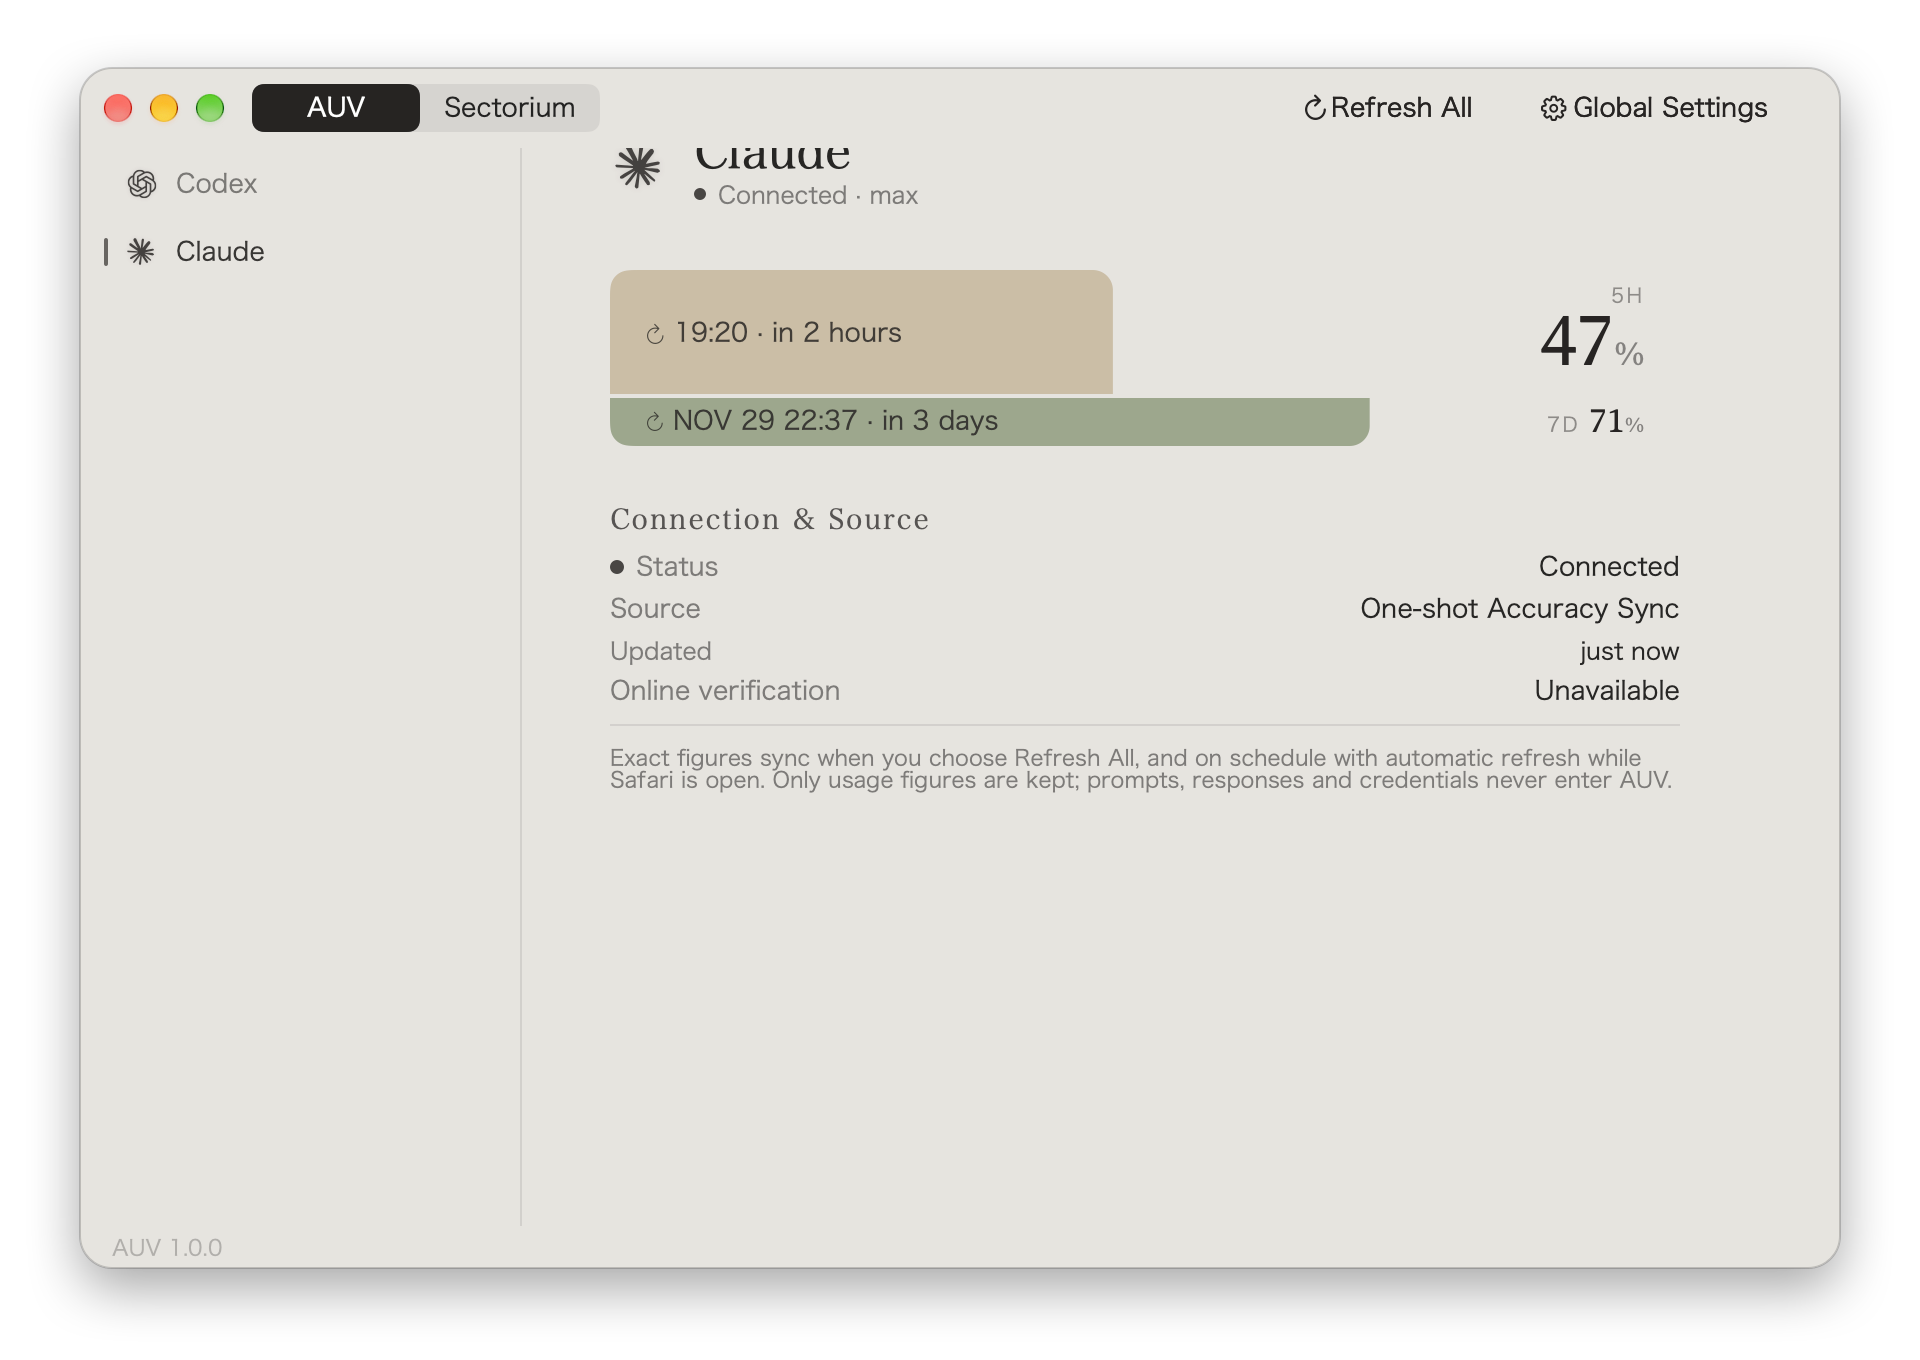 AUV
Sectorium
Refresh All
Global Settings
Codex
Claude
Claude
Connected · max
19:20 · in 2 hours
5H
47%
NOV 29 22:37 · in 3 days
7D 71%
Connection & Source
Status
Connected
Source
One-shot Accuracy Sync
Updated
just now
Online verification
Unavailable
Exact figures sync when you choose Refresh All, and on schedule with automatic refresh while
Safari is open. Only usage figures are kept; prompts, responses and credentials never enter AUV.
AUV 1.0.0